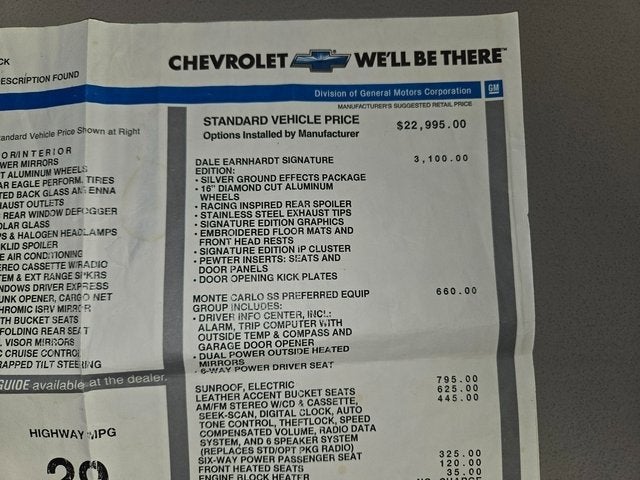 CHEVROLET WE'LL BE THERE™
Division of General Motors Corporation GM
MANUFACTURER'S SUGGESTED RETAIL PRICE
STANDARD VEHICLE PRICE $22,995.00
Options Installed by Manufacturer
DALE EARNHARDT SIGNATURE 3,100.00
EDITION:
• SILVER GROUND EFFECTS PACKAGE
• 16" DIAMOND CUT ALUMINUM
WHEELS
• RACING INSPIRED REAR SPOILER
• STAINLESS STEEL EXHAUST TIPS
• SIGNATURE EDITION GRAPHICS
• EMBROIDERED FLOOR MATS AND
FRONT HEAD RESTS
• SIGNATURE EDITION IP CLUSTER
• PEWTER INSERTS: SEATS AND
DOOR PANELS
• DOOR OPENING KICK PLATES
MONTE CARLO SS PREFERRED EQUIP 660.00
GROUP INCLUDES:
• DRIVER INFO CENTER, INCL:
ALARM, TRIP COMPUTER WITH
OUTSIDE TEMP & COMPASS AND
GARAGE DOOR OPENER
• DUAL POWER OUTSIDE HEATED
MIRRORS
• 6-WAY POWER DRIVER SEAT
SUNROOF, ELECTRIC 795.00
LEATHER ACCENT BUCKET SEATS 625.00
AM/FM STEREO W/CD & CASSETTE, 445.00
SEEK-SCAN, DIGITAL CLOCK, AUTO
TONE CONTROL, THEFTLOCK, SPEED
COMPENSATED VOLUME, RADIO DATA
SYSTEM, AND 6 SPEAKER SYSTEM
(REPLACES STD/OPT PKG RADIO)
SIX-WAY POWER PASSENGER SEAT 325.00
FRONT HEATED SEATS 120.00
ENGINE BLOCK HEATER 35.00
NO CHARGE
CK
ESCRIPTION FOUND
andard Vehicle Price Shown at Right
OR/INTERIOR
WER MIRRORS
T ALUMINUM WHEELS
AR EAGLE PERFORM. TIRES
TED BACK GLASS ANTENNA
HAUST OUTLETS
REAR WINDOW DEFOGGER
OLAR GLASS
PS & HALOGEN HEADLAMPS
KLID SPOILER
E AIR CONDITIONING
EREO CASSETTE W/RADIO
TEM & EXT RANGE SPKRS
INDOWS DRIVER EXPRESS
UNK OPENER, CARGO NET
HROMIC ISRV MIRROR
TH BUCKET SEATS
FOLDING REAR SEAT
VISOR MIRRORS
C CRUISE CONTROL
RAPPED TILT STEERING
GUIDE available at the dealer.
HIGHWAY MPG
29